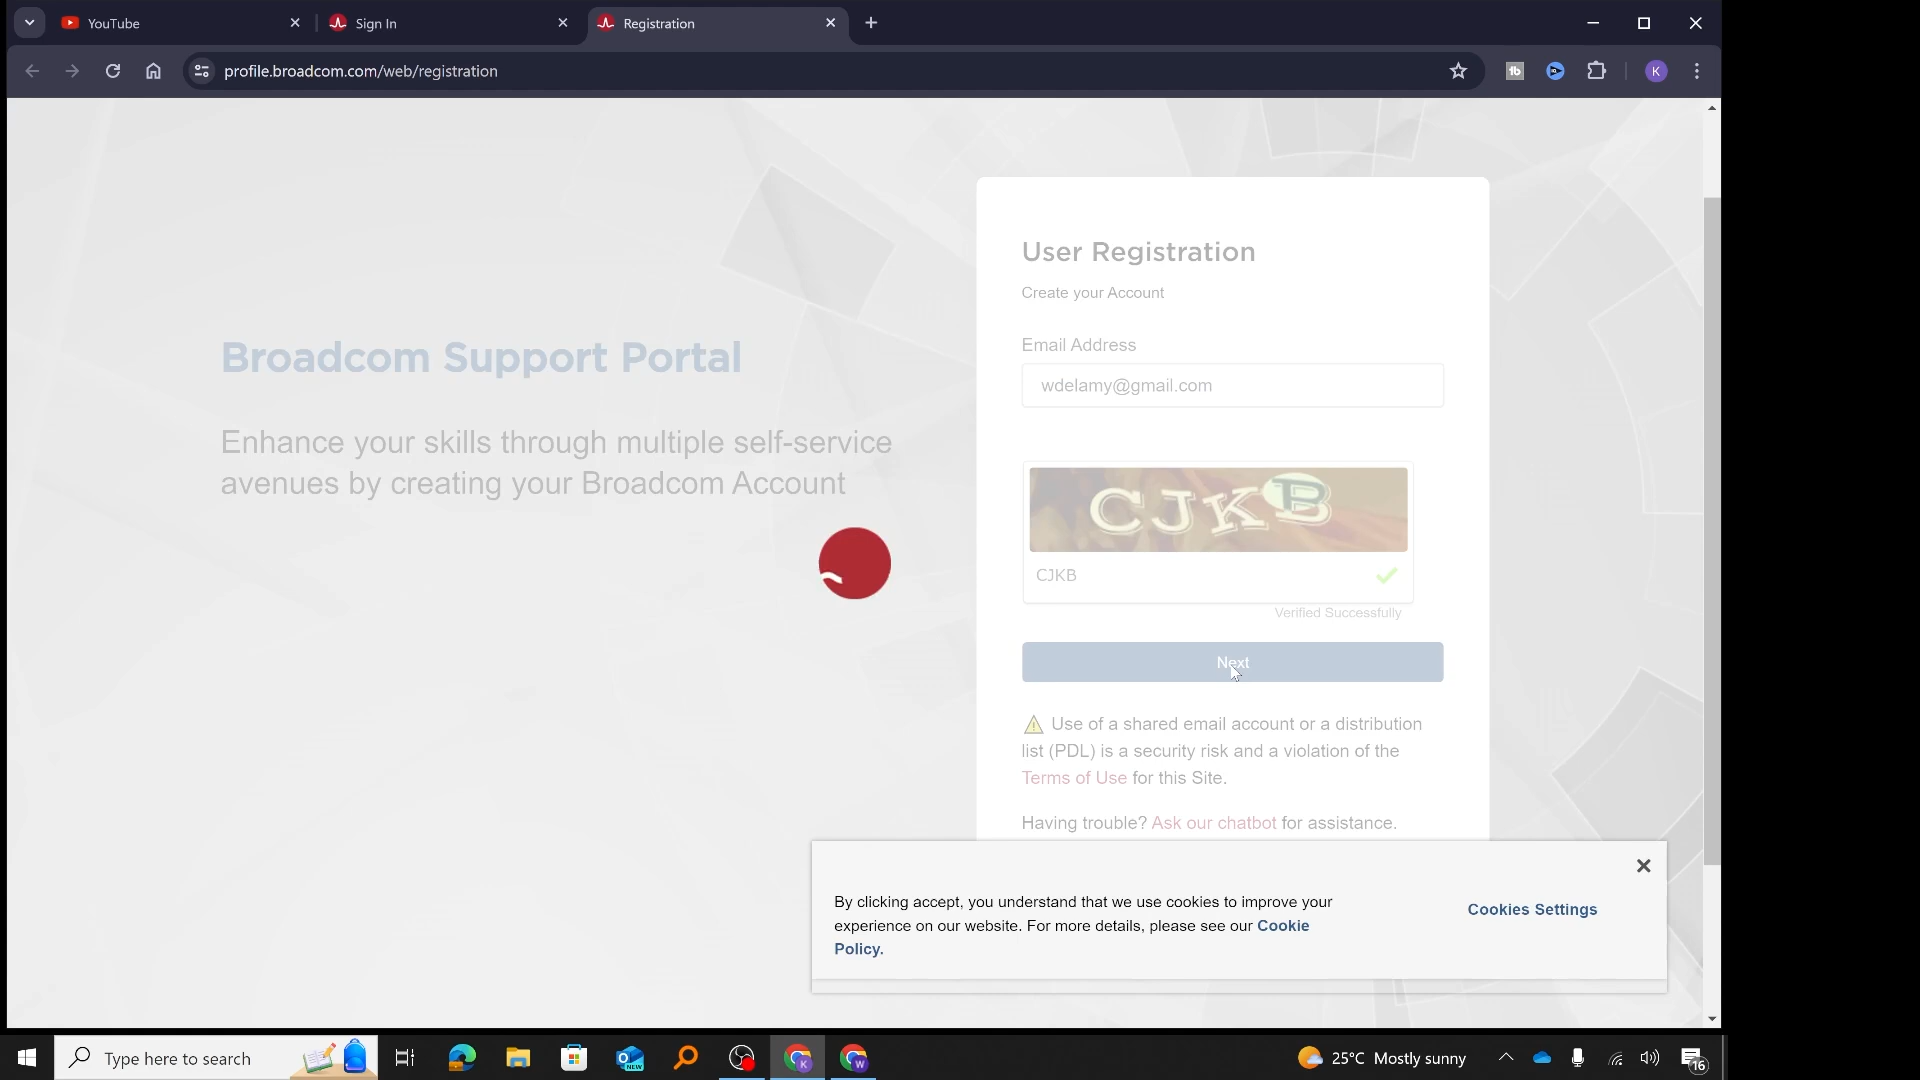 YouTube
Sign In
Registration
profile.broadcom.com/web/registration
K
Broadcom Support Portal
Enhance your skills through multiple self-service
avenues by creating your Broadcom Account
User Registration
Create your Account
Email Address
wdelamy@gmail.com
CJKB
CJKB
Verified Successfully
Next
Use of a shared email account or a distribution
list (PDL) is a security risk and a violation of the
Terms of Use for this Site.
Having trouble? Ask our chatbot for assistance.
By clicking accept, you understand that we use cookies to improve your
experience on our website. For more details, please see our Cookie
Policy.
Cookies Settings
Type here to search
NEW
K
W
25°C Mostly sunny
16